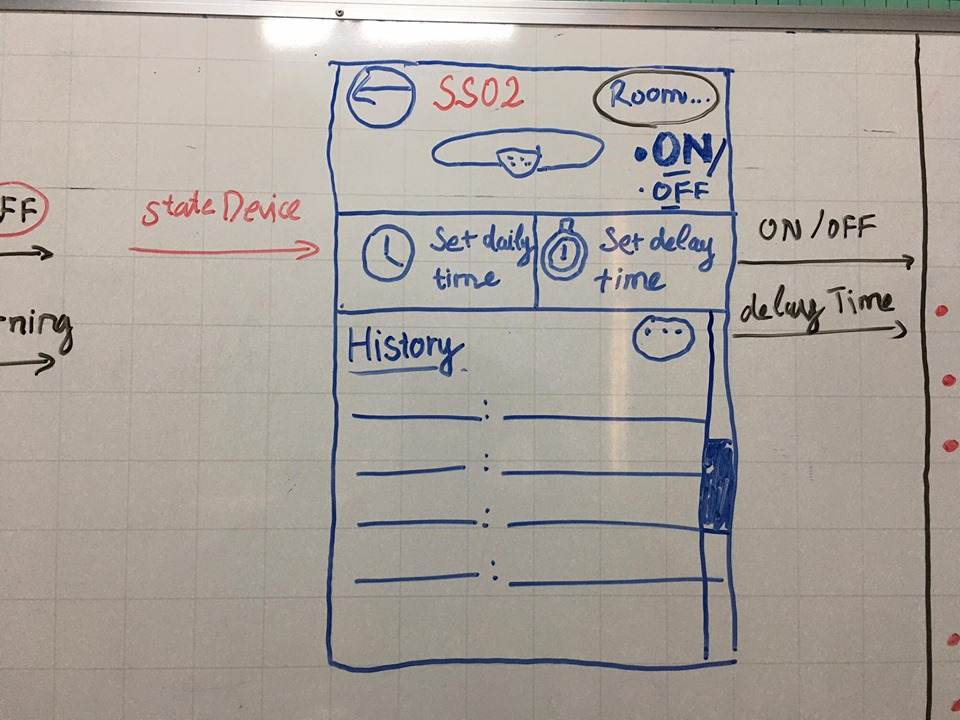 SS02
Room...
• ON/
• OFF
FF
stateDevice
Set daily
time
Set delay
time
ON/OFF
rning
delay Time
History
:
:
:
: